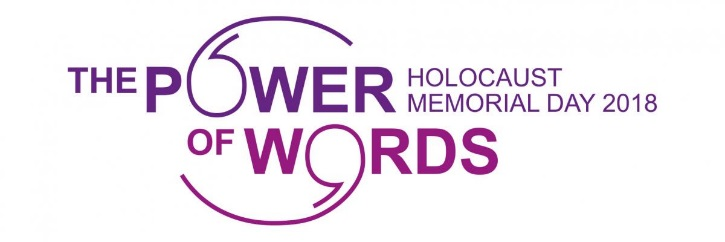 THE POWER
OF WORDS
HOLOCAUST
MEMORIAL DAY 2018